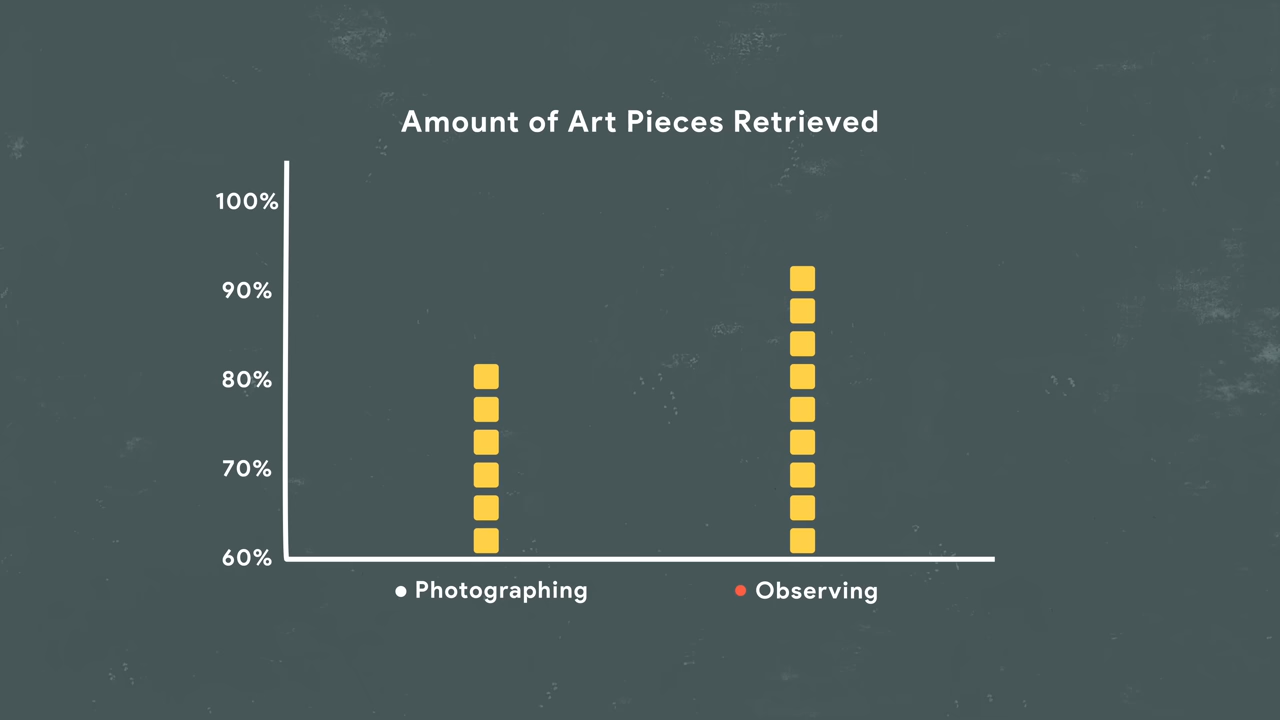 Amount of Art Pieces Retrieved
100%
90%
80%
70%
60%
Photographing
Observing